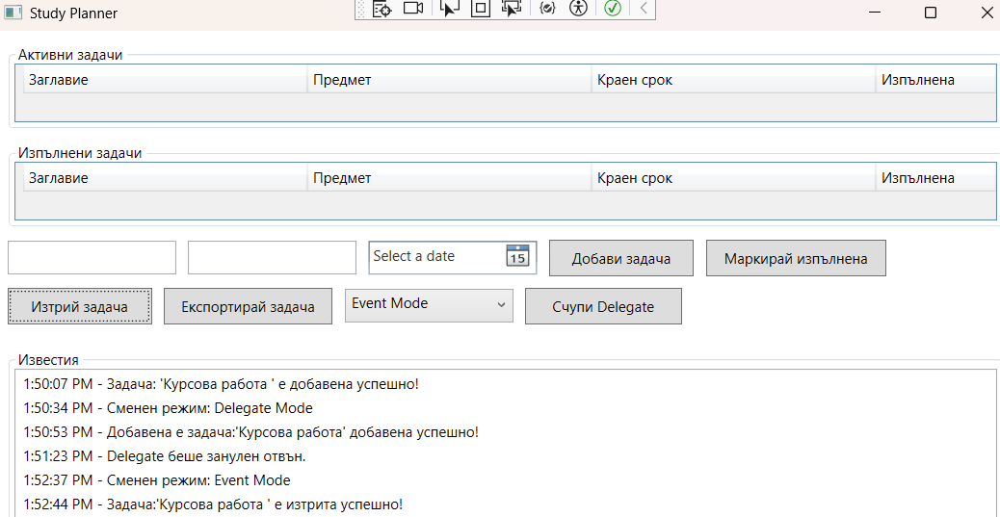 Study Planner
Активни задачи
Заглавие Предмет Краен срок Изпълнена
Изпълнени задачи
Заглавие Предмет Краен срок Изпълнена
Select a date 15 Добави задача Маркирай изпълнена
Изтрий задача Експортирай задача Event Mode Счупи Delegate
Известия
1:50:07 PM - Задача: 'Курсова работа ' е добавена успешно!
1:50:34 PM - Сменен режим: Delegate Mode
1:50:53 PM - Добавена е задача:'Курсова работа' добавена успешно!
1:51:23 PM - Delegate беше занулен отвън.
1:52:37 PM - Сменен режим: Event Mode
1:52:44 PM - Задача:'Курсова работа ' е изтрита успешно!